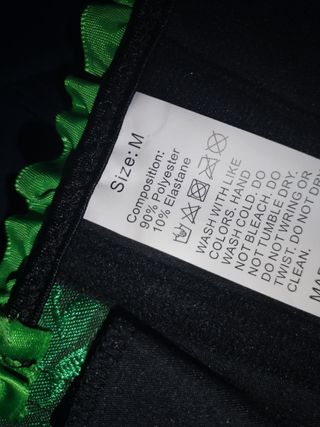 Size: M
Composition:
90% Polyester
10% Elastane
WASH WITH LIKE
COLORS, HAND
WASH COLD. DO
NOT BLEACH. DO
NOT TUMBLE DRY.
DO NOT WRING OR
TWIST. DO NOT DRY
CLEAN.